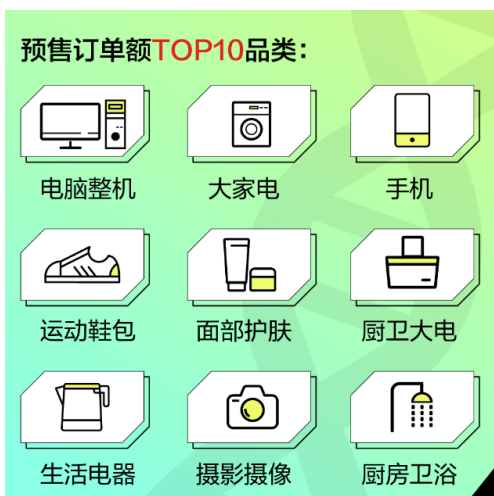 预售订单额TOP10品类：
电脑整机
大家电
手机
运动鞋包
面部护肤
厨卫大电
生活电器
摄影摄像
厨房卫浴